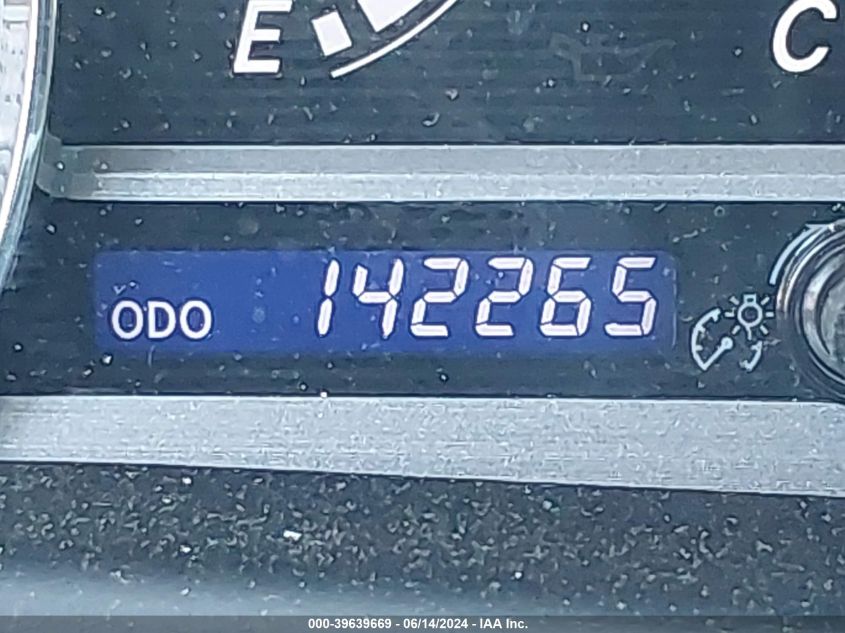 E C
ODO 142265
000-39639669 - 06/14/2024 - IAA Inc.